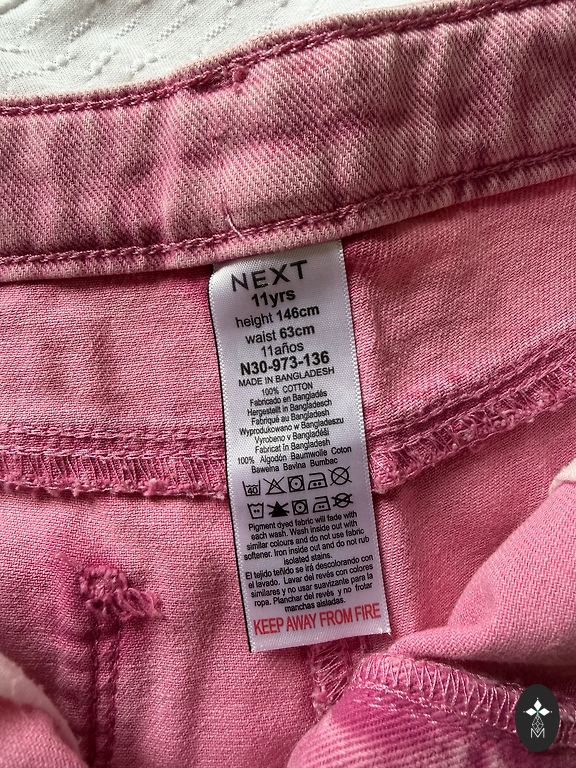 NEXT
11yrs
height 146cm
waist 63cm
11años
N30-973-136
MADE IN BANGLADESH
100% COTTON
Fabricado en Bangladés
Hergestellt in Bangladesch
Fabriqué au Bangladesh
Wyprodukowano w Bangladeszu
Vyrobeno v Bangladéši
Fabricat în Bangladesh
100% Algodón Baumwolle Coton
Bawełna Bavlna Bumbac
40
Pigment dyed fabric will fade with
each wash. Wash inside out with
similar colours and do not use fabric
softener. Iron inside out and do not rub
isolated stains.
El tejido teñido se irá descolorando con
el lavado. Lavar del revés con colores
similares y no usar suavizante para la
ropa. Planchar del revés y no frotar
manchas aisladas.
KEEP AWAY FROM FIRE
M